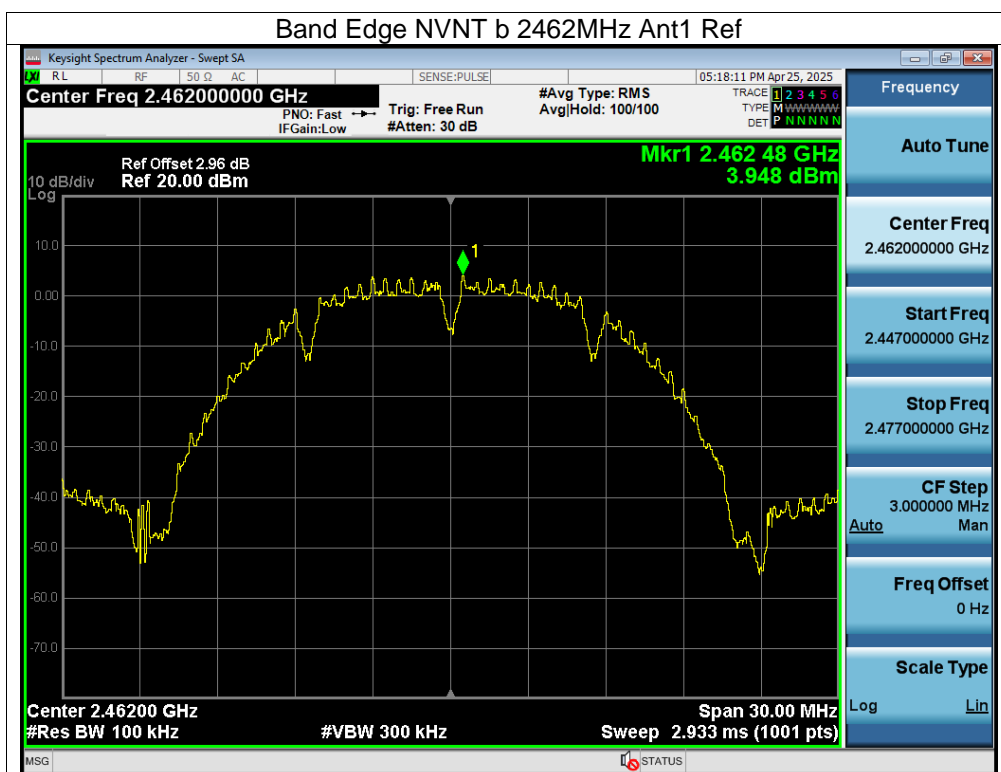 Band Edge NVNT b 2462MHz Ant1 Ref
Keysight Spectrum Analyzer - Swept SA
LXI RL RF 50 Ω AC SENSE:PULSE 05:18:11 PM Apr 25, 2025
Center Freq 2.462000000 GHz #Avg Type: RMS TRACE 1 2 3 4 5 6
PNO: Fast Trig: Free Run Avg|Hold: 100/100 TYPE M WWWWW
IFGain:Low #Atten: 30 dB DET P N N N N N
Mkr1 2.462 48 GHz
3.948 dBm
Ref Offset 2.96 dB
10 dB/div Ref 20.00 dBm
Log
10.0
0.00
-10.0
-20.0
-30.0
-40.0
-50.0
-60.0
-70.0
1
Center 2.46200 GHz Span 30.00 MHz
#Res BW 100 kHz #VBW 300 kHz Sweep 2.933 ms (1001 pts)
MSG STATUS
Frequency
Auto Tune
Center Freq
2.462000000 GHz
Start Freq
2.447000000 GHz
Stop Freq
2.477000000 GHz
CF Step
3.000000 MHz
Auto Man
Freq Offset
0 Hz
Scale Type
Log Lin